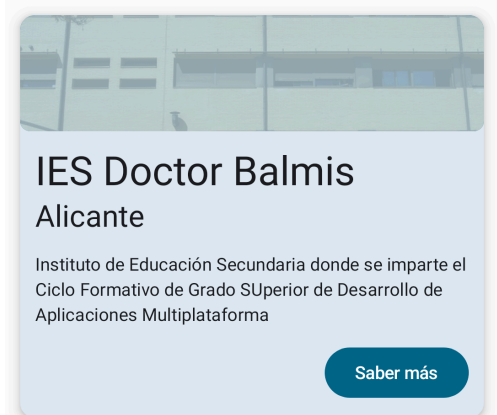 IES Doctor Balmis
Alicante
Instituto de Educación Secundaria donde se imparte el
Ciclo Formativo de Grado SUperior de Desarrollo de
Aplicaciones Multiplataforma
Saber más